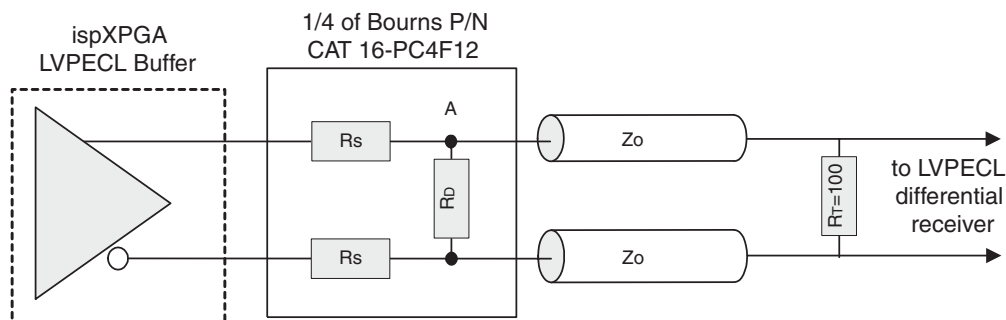 ispXPGA
LVPECL Buffer
1/4 of Bourns P/N
CAT 16-PC4F12
A
Rs
RD
Rs
Zo
Zo
RT=100
to LVPECL
differential
receiver